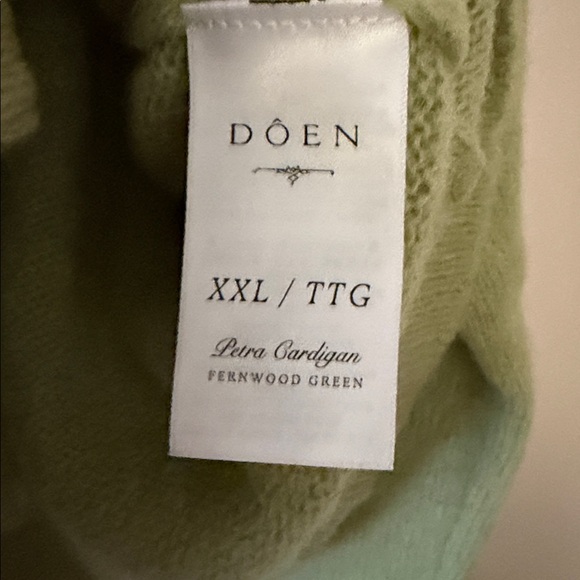 DÔEN
XXL / TTG
Petra Cardigan
FERNWOOD GREEN